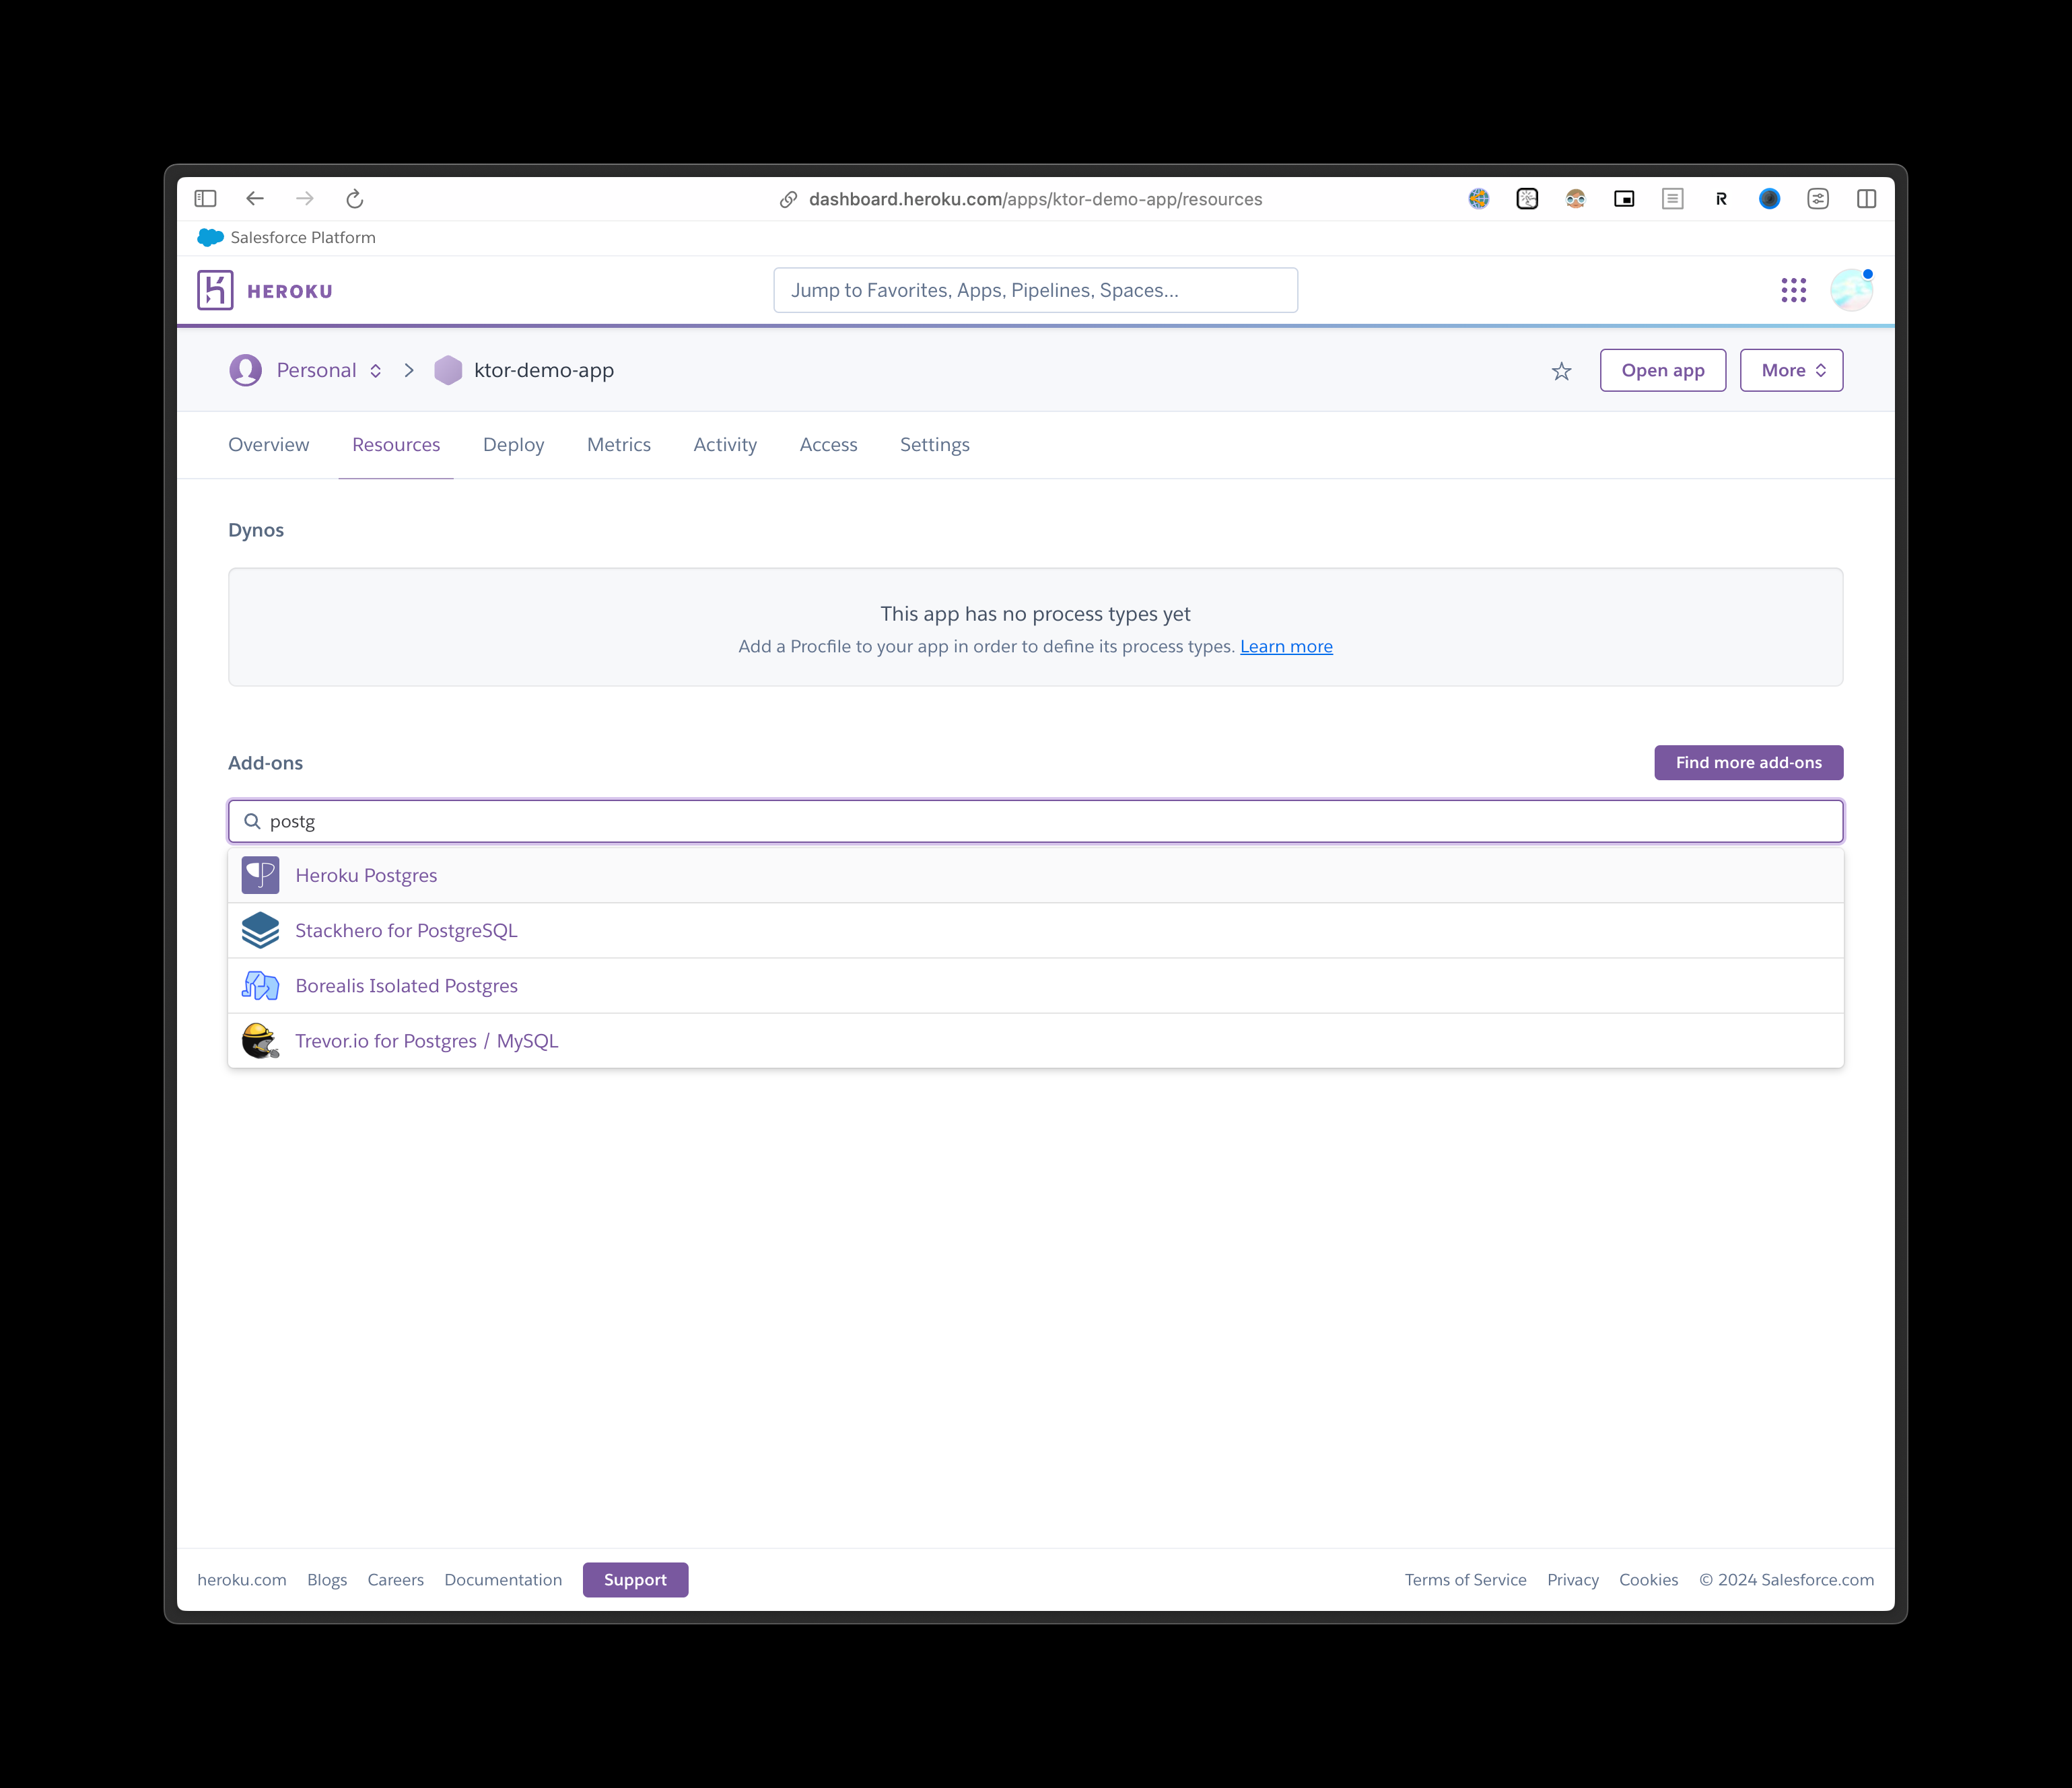 dashboard.heroku.com/apps/ktor-demo-app/resources
R
Salesforce Platform
HEROKU
Jump to Favorites, Apps, Pipelines, Spaces...
Personal
ktor-demo-app
Open app
More
Overview
Resources
Deploy
Metrics
Activity
Access
Settings
Dynos
This app has no process types yet
Add a Procfile to your app in order to define its process types. Learn more
Add-ons
Find more add-ons
postg
Heroku Postgres
Stackhero for PostgreSQL
Borealis Isolated Postgres
Trevor.io for Postgres / MySQL
heroku.com
Blogs
Careers
Documentation
Support
Terms of Service
Privacy
Cookies
© 2024 Salesforce.com